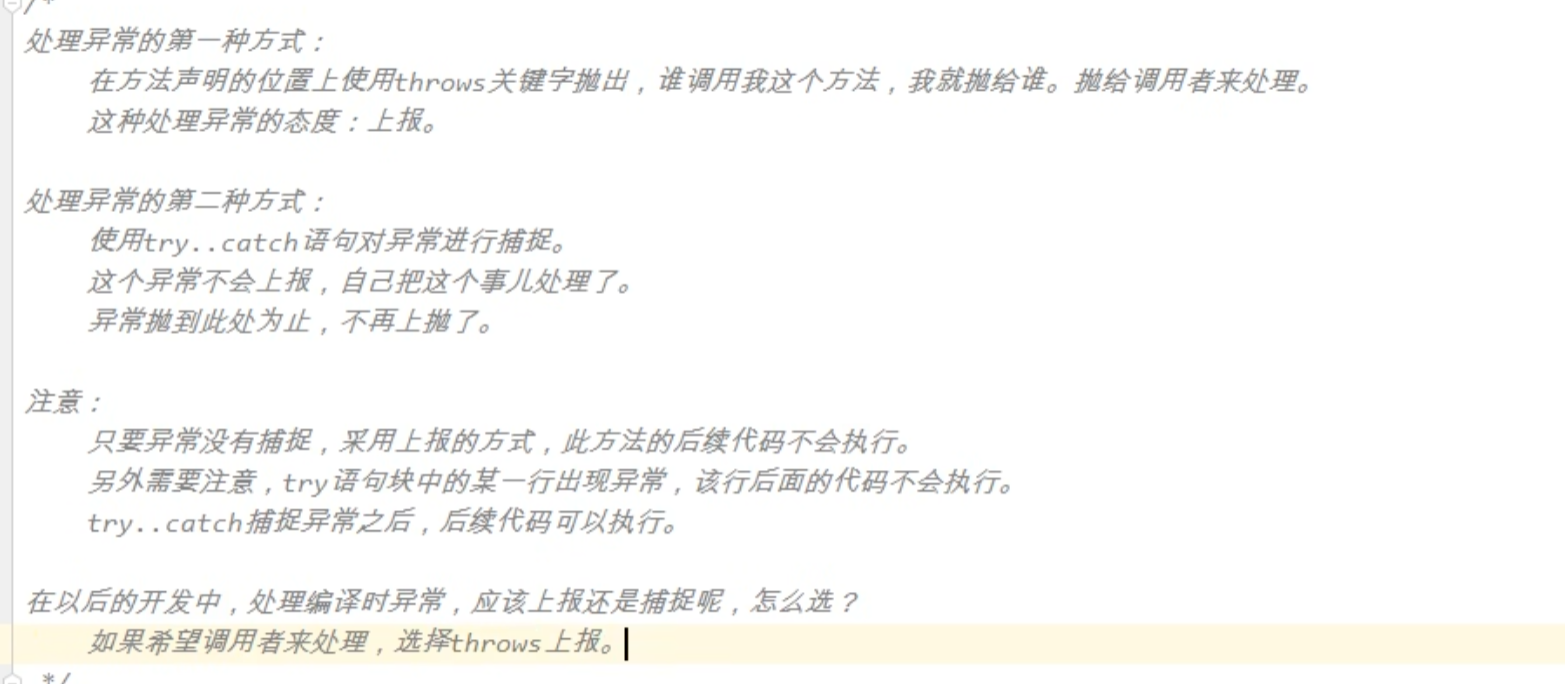 /*
处理异常的第一种方式：
在方法声明的位置上使用throws关键字抛出，谁调用我这个方法，我就抛给谁。抛给调用者来处理。
这种处理异常的态度：上报。
处理异常的第二种方式：
使用try..catch语句对异常进行捕捉。
这个异常不会上报，自己把这个事儿处理了。
异常抛到此处为止，不再上抛了。
注意：
只要异常没有捕捉，采用上报的方式，此方法的后续代码不会执行。
另外需要注意，try语句块中的某一行出现异常，该行后面的代码不会执行。
try..catch捕捉异常之后，后续代码可以执行。
在以后的开发中，处理编译时异常，应该上报还是捕捉呢，怎么选？
如果希望调用者来处理，选择throws上报。
*/